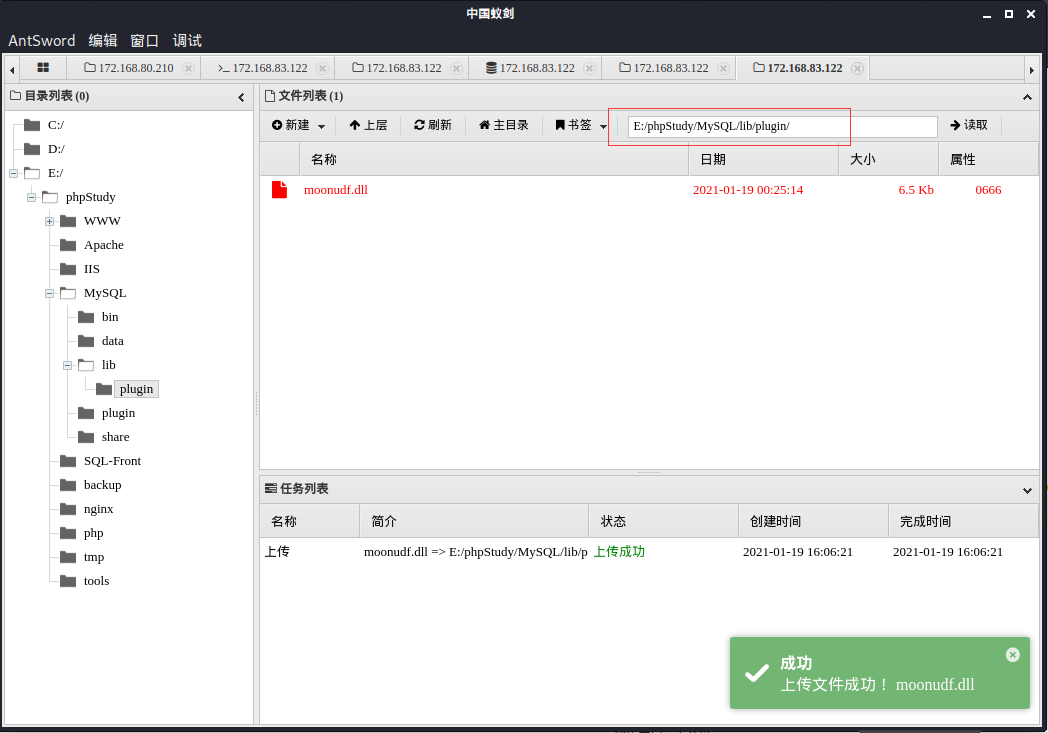 中国蚁剑
AntSword 编辑 窗口 调试
172.168.80.210 >_ 172.168.83.122 172.168.83.122 172.168.83.122 172.168.83.122 172.168.83.122
目录列表 (0)
C:/
D:/
E:/
phpStudy
WWW
Apache
IIS
MySQL
bin
data
lib
plugin
plugin
share
SQL-Front
backup
nginx
php
tmp
tools
文件列表 (1)
新建 上层 刷新 主目录 书签 E:/phpStudy/MySQL/lib/plugin/ 读取
名称 日期 大小 属性
moonudf.dll 2021-01-19 00:25:14 6.5 Kb 0666
任务列表
名称 简介 状态 创建时间 完成时间
上传 moonudf.dll => E:/phpStudy/MySQL/lib/p 上传成功 2021-01-19 16:06:21 2021-01-19 16:06:21
成功
上传文件成功！ moonudf.dll